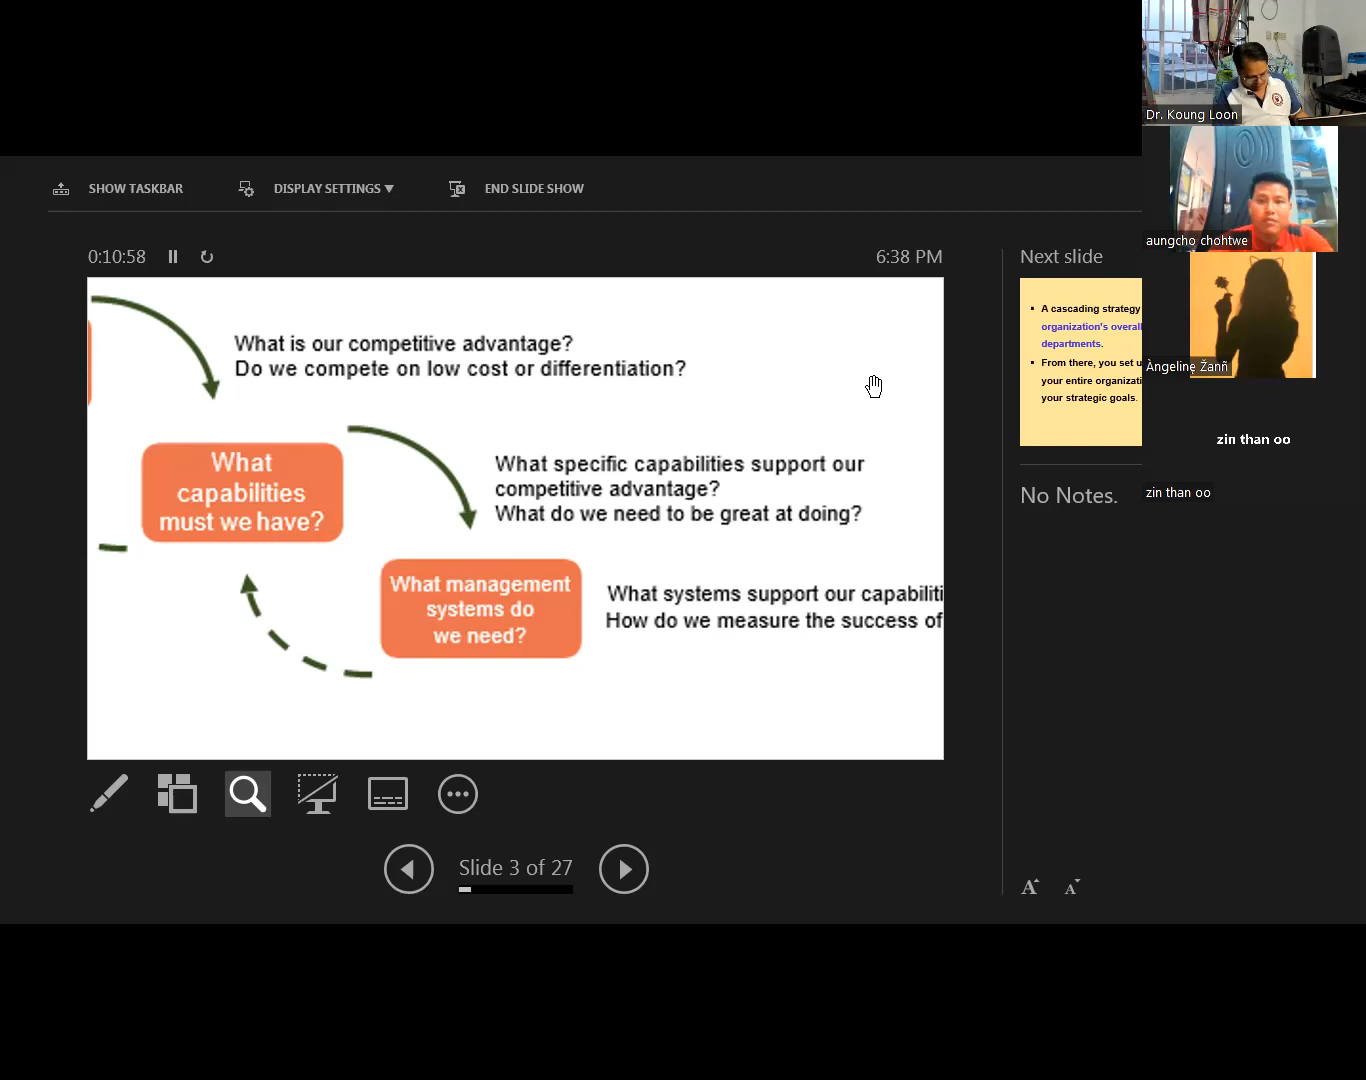 SHOW TASKBAR
DISPLAY SETTINGS ▼
END SLIDE SHOW
0:10:58
6:38 PM
What is our competitive advantage?
Do we compete on low cost or differentiation?
What
capabilities
must we have?
What specific capabilities support our
competitive advantage?
What do we need to be great at doing?
What management
systems do
we need?
What systems support our capabiliti
How do we measure the success of
Slide 3 of 27
Next slide
• A cascading strategy
organization's overall
departments.
• From there, you set u
your entire organizati
your strategic goals.
No Notes.
A A
Dr. Koung Loon
aungcho chohtwe
Àngelinę Žanñ
zin than oo
zin than oo